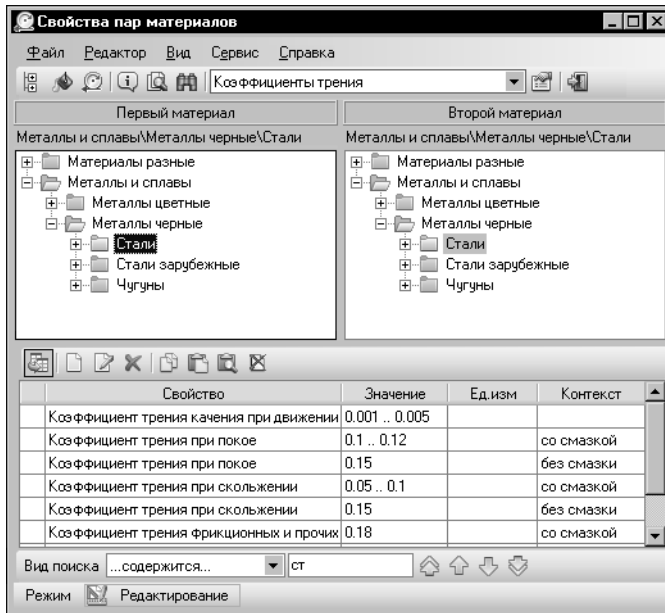 Свойства пар материалов
Файл Редактор Вид Сервис Справка
Коэффициенты трения
Первый материал Второй материал
Металлы и сплавы\Металлы черные\Стали Металлы и сплавы\Металлы черные\Стали
Материалы разные Материалы разные
Металлы и сплавы Металлы и сплавы
Металлы цветные Металлы цветные
Металлы черные Металлы черные
Стали Стали
Стали зарубежные Стали зарубежные
Чугуны Чугуны
Свойство Значение Ед.изм Контекст
Коэффициент трения качения при движении 0.001 .. 0.005
Коэффициент трения при покое 0.1 .. 0.12 со смазкой
Коэффициент трения при покое 0.15 без смазки
Коэффициент трения при скольжении 0.05 .. 0.1 со смазкой
Коэффициент трения при скольжении 0.15 без смазки
Коэффициент трения фрикционных и прочих 0.18 со смазкой
Вид поиска ...содержится... ст
Режим Редактирование